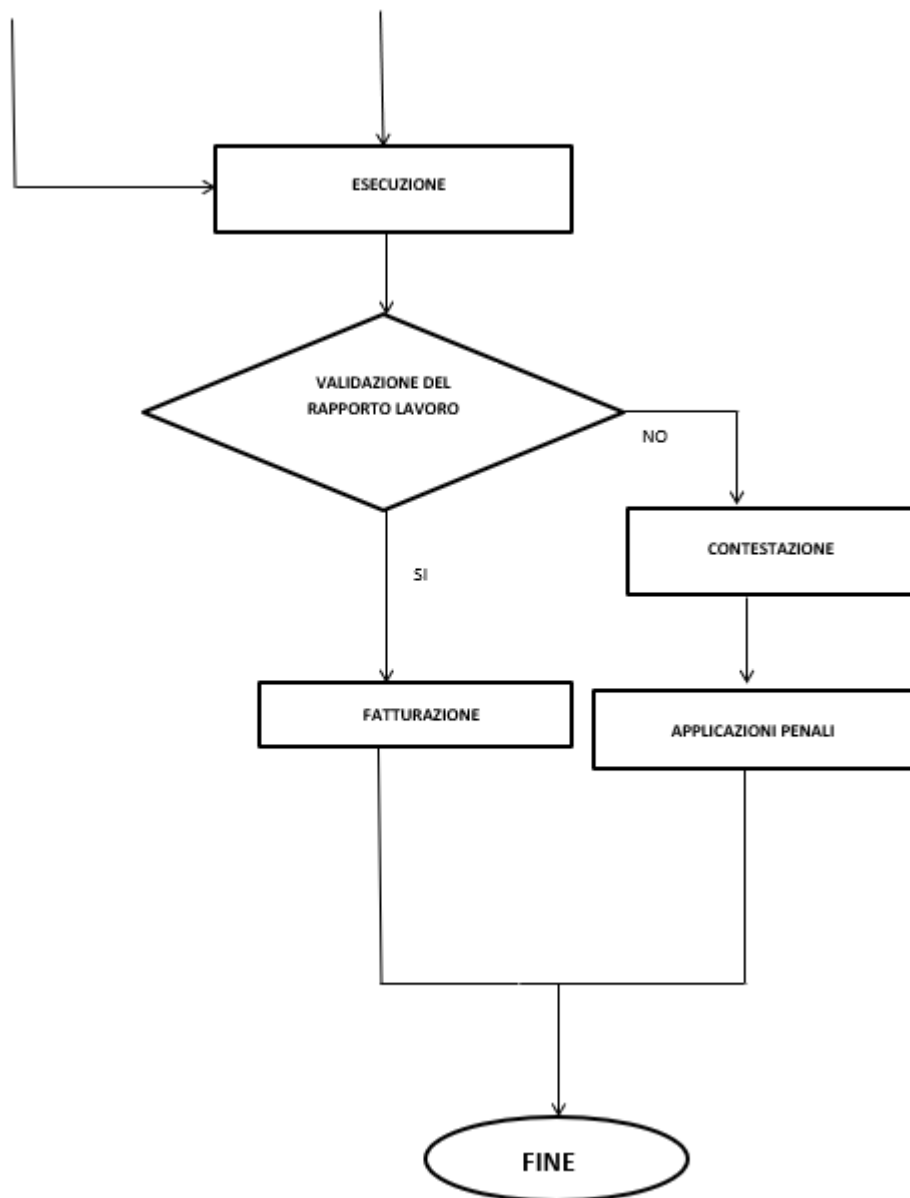 ESECUZIONE
VALIDAZIONE DEL
RAPPORTO LAVORO
NO
CONTESTAZIONE
SI
FATTURAZIONE
APPLICAZIONI PENALI
FINE